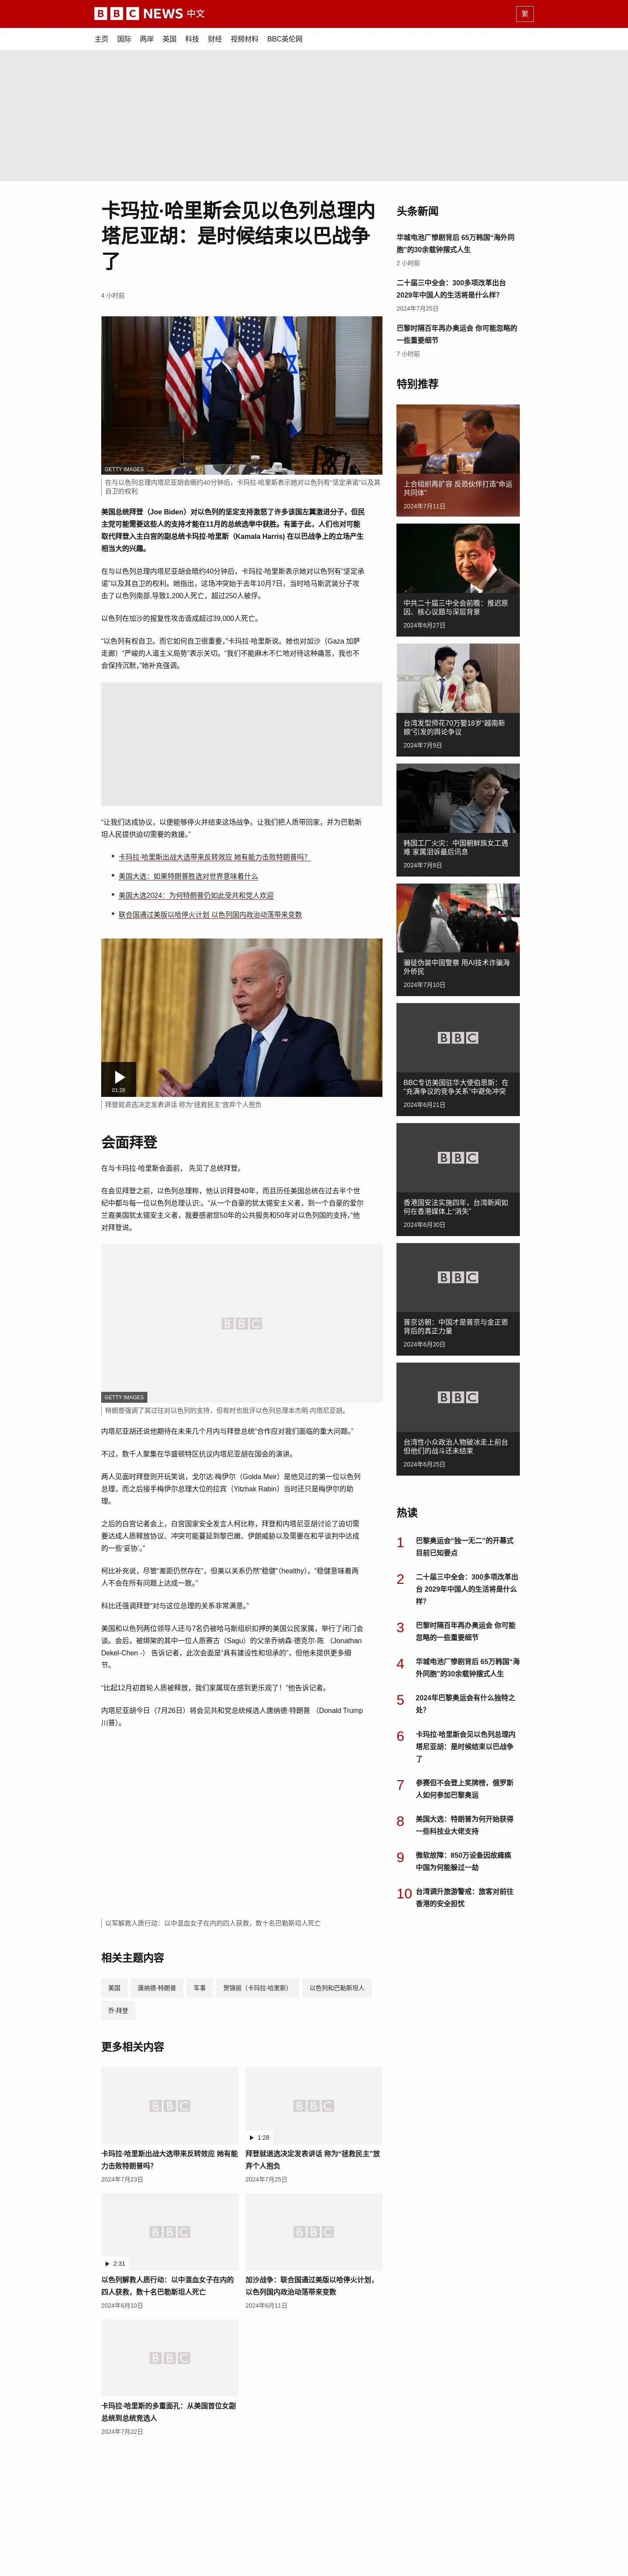 BBC NEWS 中文
繁
主页 国际 两岸 美国 科技 财经 视频材料 BBC英伦网
卡玛拉·哈里斯会见以色列总理内
塔尼亚胡：是时候结束以巴战争
了
4 小时前
GETTY IMAGES
在与以色列总理内塔尼亚胡会晤约40分钟后，卡玛拉·哈里斯表示她对以色列有"坚定承诺"以及其
自卫的权利
美国总统拜登（Joe Biden）对以色列的坚定支持激怒了许多该国左翼激进分子，但民
主党可能需要这些人的支持才能在11月的总统选举中获胜。有鉴于此，人们也对可能
取代拜登入主白宫的副总统卡玛拉·哈里斯（Kamala Harris) 在以巴战争上的立场产生
相当大的兴趣。
在与以色列总理内塔尼亚胡会晤约40分钟后，卡玛拉·哈里斯表示她对以色列有"坚定承
诺"以及其自卫的权利。她指出，这场冲突始于去年10月7日，当时哈马斯武装分子攻
击了以色列南部,导致1,200人死亡，超过250人被俘。
以色列在加沙的报复性攻击造成超过39,000人死亡。
"以色列有权自卫。而它如何自卫很重要，"卡玛拉·哈里斯说。她也对加沙（Gaza 加萨
走廊）"严峻的人道主义局势"表示关切。"我们不能麻木不仁地对待这种痛苦，我也不
会保持沉默，"她补充强调。
"让我们达成协议，以便能够停火并结束这场战争。让我们把人质带回家，并为巴勒斯
坦人民提供迫切需要的救援。"
卡玛拉·哈里斯出战大选带来反转效应 她有能力击败特朗普吗？
美国大选：如果特朗普胜选对世界意味着什么
美国大选2024：为何特朗普仍如此受共和党人欢迎
联合国通过美版以哈停火计划 以色列国内政治动荡带来变数
01:28
拜登就退选决定发表讲话 称为"拯救民主"放弃个人抱负
会面拜登
在与卡玛拉·哈里斯会面前， 先见了总统拜登。
在会见拜登之前，以色列总理称，他认识拜登40年，而且历任美国总统在过去半个世
纪中都与每一位以色列总理认识:。"从一个自豪的犹太锡安主义者，到一个自豪的爱尔
兰裔美国犹太锡安主义者，我要感谢您50年的公共服务和50年对以色列国的支持，"他
对拜登说。
BBC
GETTY IMAGES
特朗普强调了其过往对以色列的支持，但有时也批评以色列总理本杰明·内塔尼亚胡。
内塔尼亚胡还说他期待在未来几个月内与拜登总统"合作应对我们面临的重大问题。"
不过，数千人聚集在华盛顿特区抗议内塔尼亚胡在国会的演讲。
两人见面时拜登则开玩笑说，戈尔达·梅伊尔（Golda Meir）是他见过的第一位以色列
总理，而之后接手梅伊尔总理大位的拉宾（Yitzhak Rabin）当时还只是梅伊尔的助
理。
之后的白宫记者会上，白宫国家安全发言人柯比称，拜登和内塔尼亚胡讨论了迫切需
要达成人质释放协议、冲突可能蔓延到黎巴嫩、伊朗威胁以及需要在和平谈判中达成
的一些'妥协'。"
柯比补充说，尽管"差距仍然存在"，但美以关系仍然"稳健"（healthy）。"稳健意味着两
人不会在所有问题上达成一致。"
科比还强调拜登"对与这位总理的关系非常满意。"
美国和以色列两位领导人还与7名仍被哈马斯组织扣押的美国公民家属，举行了闭门会
谈。会后，被绑架的其中一位人质赛古（Sagu）的父亲乔纳森·德克尔-陈 （Jonathan
Dekel-Chen -） 告诉记者，此次会面是"具有建设性和坦承的"，但他未提供更多细
节。
"比起12月初首轮人质被释放，我们家属现在感到更乐观了！"他告诉记者。
内塔尼亚胡今日（7月26日）将会见共和党总统候选人唐纳德·特朗普 （Donald Trump
川普）。
以军解救人质行动：以中混血女子在内的四人获救，数十名巴勒斯坦人死亡
相关主题内容
美国 唐纳德·特朗普 军事 贺锦丽（卡玛拉·哈里斯） 以色列和巴勒斯坦人
乔·拜登
更多相关内容
BBC
卡玛拉·哈里斯出战大选带来反转效应 她有能
力击败特朗普吗？
2024年7月23日
BBC
1:28
拜登就退选决定发表讲话 称为"拯救民主"放
弃个人抱负
2024年7月25日
BBC
2:31
以色列解救人质行动：以中混血女子在内的
四人获救，数十名巴勒斯坦人死亡
2024年6月10日
BBC
加沙战争：联合国通过美版以哈停火计划，
以色列国内政治动荡带来变数
2024年6月11日
BBC
卡玛拉·哈里斯的多重面孔：从美国首位女副
总统到总统竞选人
2024年7月22日
头条新闻
华城电池厂惨剧背后 65万韩国"海外同
胞"的30余载钟摆式人生
2 小时前
二十届三中全会：300多项改革出台
2029年中国人的生活将是什么样？
2024年7月25日
巴黎时隔百年再办奥运会 你可能忽略的
一些重要细节
7 小时前
特别推荐
上合组织再扩容 反恐伙伴打造"命运
共同体"
2024年7月11日
中共二十届三中全会前瞻：推迟原
因、核心议题与深层背景
2024年6月27日
台湾发型师花70万娶18岁"越南新
娘"引发的舆论争议
2024年7月9日
韩国工厂火灾：中国朝鲜族女工遇
难 家属泪诉最后讯息
2024年7月8日
骗徒伪装中国警察 用AI技术诈骗海
外侨民
2024年7月10日
BBC
BBC专访美国驻华大使伯恩斯：在
"充满争议的竞争关系"中避免冲突
2024年6月21日
BBC
香港国安法实施四年，台湾新闻如
何在香港媒体上"消失"
2024年6月30日
BBC
普京访朝：中国才是普京与金正恩
背后的真正力量
2024年6月20日
BBC
台湾性小众政治人物破冰走上前台
但他们的战斗还未结束
2024年6月25日
热读
1 巴黎奥运会"独一无二"的开幕式
目前已知要点
2 二十届三中全会：300多项改革出
台 2029年中国人的生活将是什么
样？
3 巴黎时隔百年再办奥运会 你可能
忽略的一些重要细节
4 华城电池厂惨剧背后 65万韩国"海
外同胞"的30余载钟摆式人生
5 2024年巴黎奥运会有什么独特之
处？
6 卡玛拉·哈里斯会见以色列总理内
塔尼亚胡：是时候结束以巴战争
了
7 参赛但不会登上奖牌榜，俄罗斯
人如何参加巴黎奥运
8 美国大选：特朗普为何开始获得
一些科技业大佬支持
9 微软故障：850万设备因故瘫痪
中国为何能躲过一劫
10 台湾调升旅游警戒：旅客对前往
香港的安全担忧